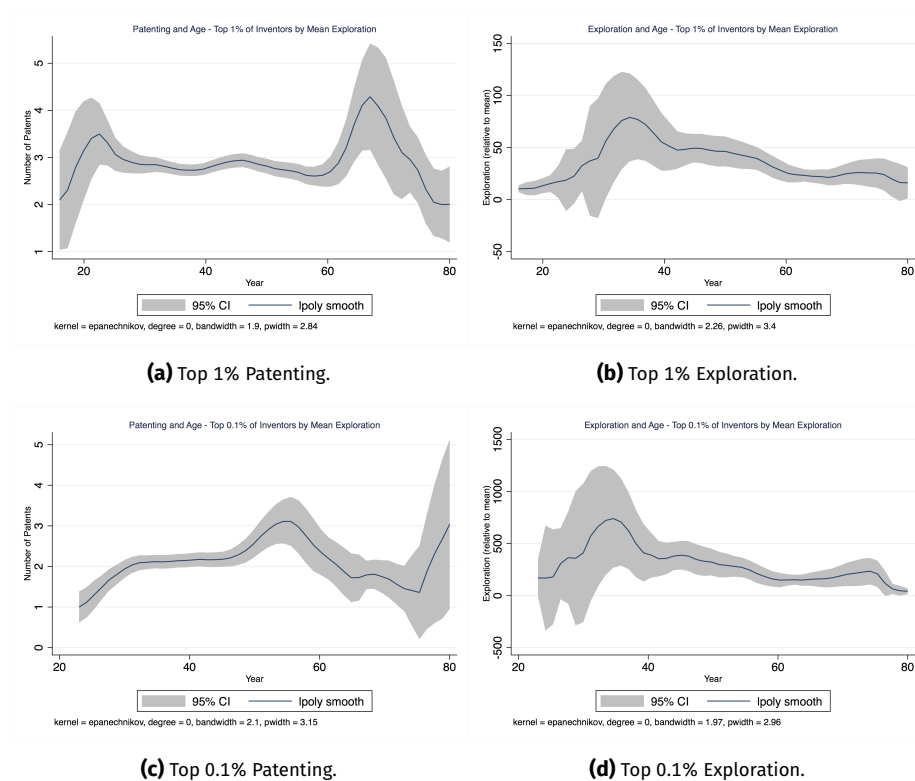 Patenting and Age - Top 1% of Inventors by Mean Exploration
Number of Patents
5
4
3
2
1
20 40 60 80
Year
95% CI lpoly smooth
kernel = epanechnikov, degree = 0, bandwidth = 1.9, pwidth = 2.84
(a) Top 1% Patenting.
Exploration and Age - Top 1% of Inventors by Mean Exploration
Exploration (relative to mean)
150
100
50
0
-50
20 40 60 80
Year
95% CI lpoly smooth
kernel = epanechnikov, degree = 0, bandwidth = 2.26, pwidth = 3.4
(b) Top 1% Exploration.
Patenting and Age - Top 0.1% of Inventors by Mean Exploration
Number of Patents
5
4
3
2
1
0
20 40 60 80
Year
95% CI lpoly smooth
kernel = epanechnikov, degree = 0, bandwidth = 2.1, pwidth = 3.15
(c) Top 0.1% Patenting.
Exploration and Age - Top 0.1% of Inventors by Mean Exploration
Exploration (relative to mean)
1500
1000
500
0
-500
20 40 60 80
Year
95% CI lpoly smooth
kernel = epanechnikov, degree = 0, bandwidth = 1.97, pwidth = 2.96
(d) Top 0.1% Exploration.